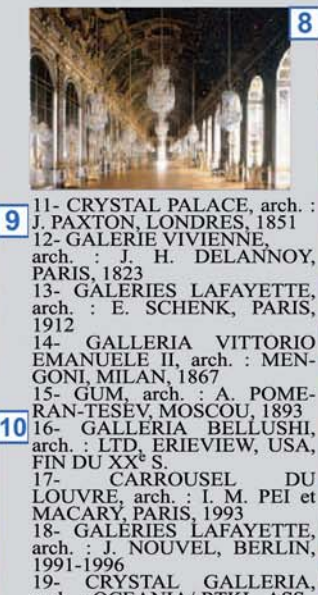 8
11- CRYSTAL PALACE, arch. :
J. PAXTON, LONDRES, 1851
9
12- GALERIE VIVIENNE,
arch. : J. H. DELANNOY,
PARIS, 1823
13- GALERIES LAFAYETTE,
arch. : E. SCHENK, PARIS,
1912
14- GALLERIA VITTORIO
EMANUELE II, arch. : MEN-
GONI, MILAN, 1867
15- GUM, arch. : A. POME-
RAN-TESEV, MOSCOU, 1893
10
16- GALLERIA BELLUSHI,
arch. : LTD, ERIEVIEW, USA,
FIN DU XXe S.
17- CARROUSEL DU
LOUVRE, arch. : I. M. PEI et
MACARY, PARIS, 1993
18- GALERIES LAFAYETTE,
arch. : J. NOUVEL, BERLIN,
1991-1996
19- CRYSTAL GALLERIA,